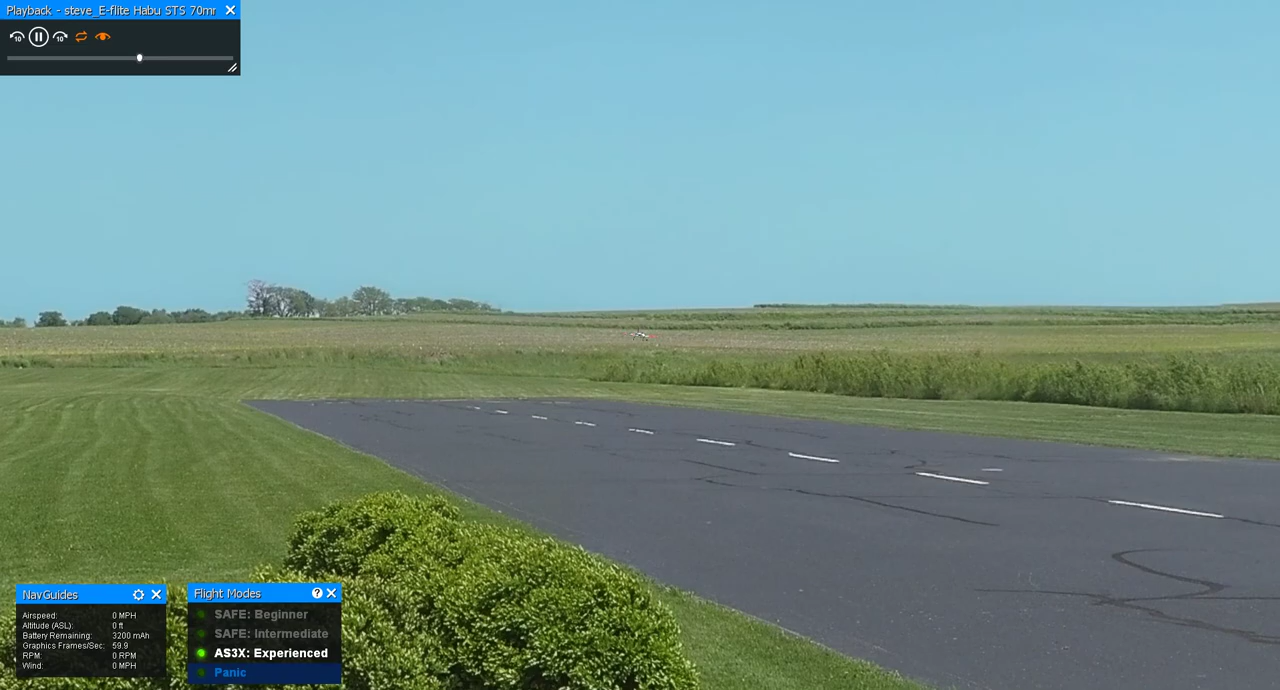 Playback - steve_E-flite Habu STS 70mr
10
10
NavGuides
Airspeed: 0 MPH
Altitude (ASL): 0 ft
Battery Remaining: 3200 mAh
Graphics Frames/Sec: 59.9
RPM: 0 RPM
Wind: 0 MPH
Flight Modes
?
SAFE: Beginner
SAFE: Intermediate
AS3X: Experienced
Panic